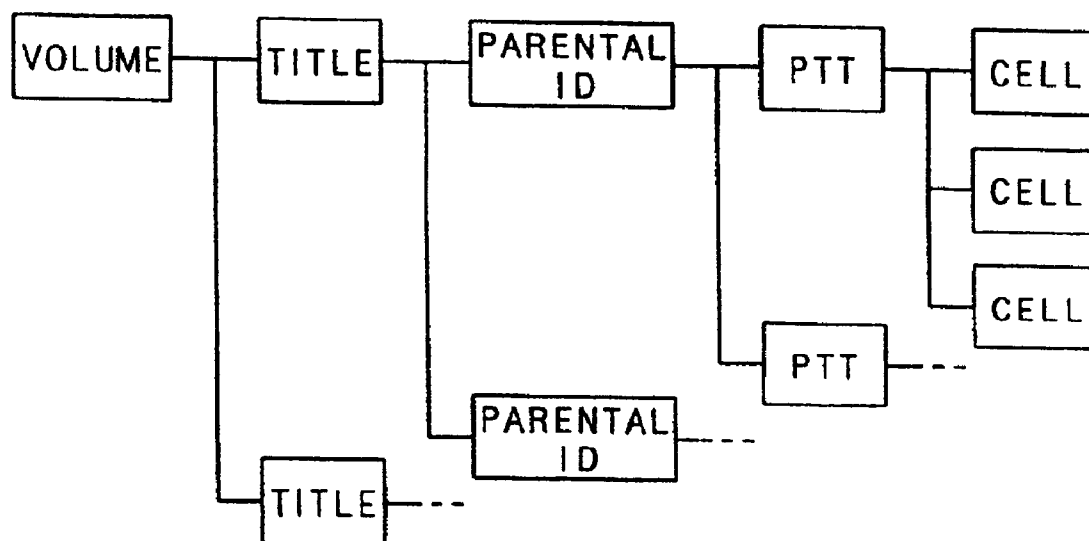 VOLUME
TITLE
PARENTAL
ID
PTT
CELL
CELL
CELL
PTT
PARENTAL
ID
TITLE